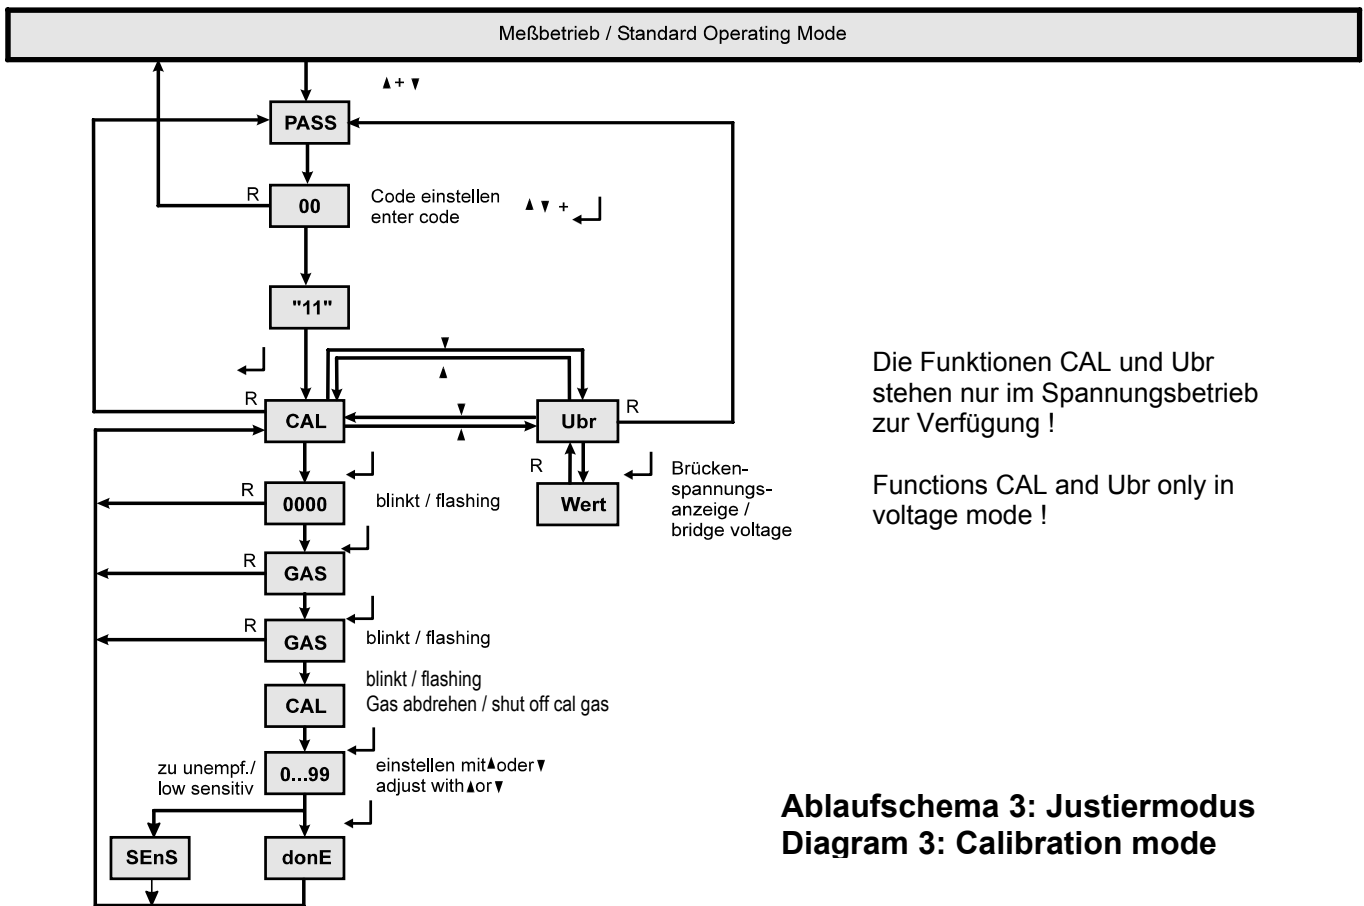 Meßbetrieb / Standard Operating Mode
▲ + ▼
PASS
R
00
Code einstellen
enter code
▲ ▼ +
"11"
▼
▲
R
CAL
▼
▲
Ubr
R
Die Funktionen CAL und Ubr
stehen nur im Spannungsbetrieb
zur Verfügung !
Functions CAL and Ubr only in
voltage mode !
R
0000
blinkt / flashing
R
Wert
Brücken-
spannungs-
anzeige /
bridge voltage
R
GAS
R
GAS
blinkt / flashing
CAL
blinkt / flashing
Gas abdrehen / shut off cal gas
zu unempf./
low sensitiv
0...99
einstellen mit▲oder▼
adjust with▲or▼
SEnS
donE
Ablaufschema 3: Justiermodus
Diagram 3: Calibration mode